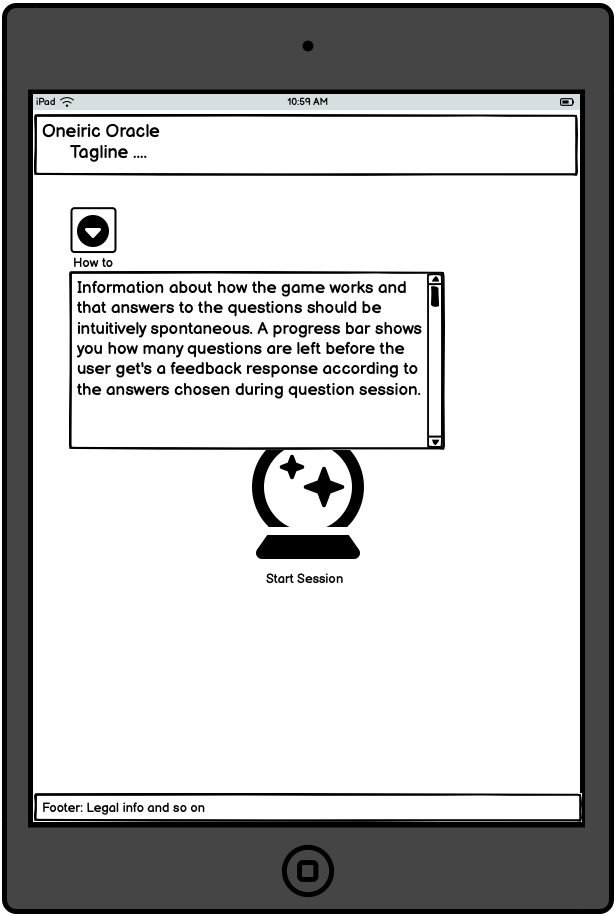 iPad
10:59 AM
Oneiric Oracle
Tagline ....
How to
Information about how the game works and
that answers to the questions should be
intuitively spontaneous. A progress bar shows
you how many questions are left before the
user get's a feedback response according to
the answers chosen during question session.
Start Session
Footer: Legal info and so on